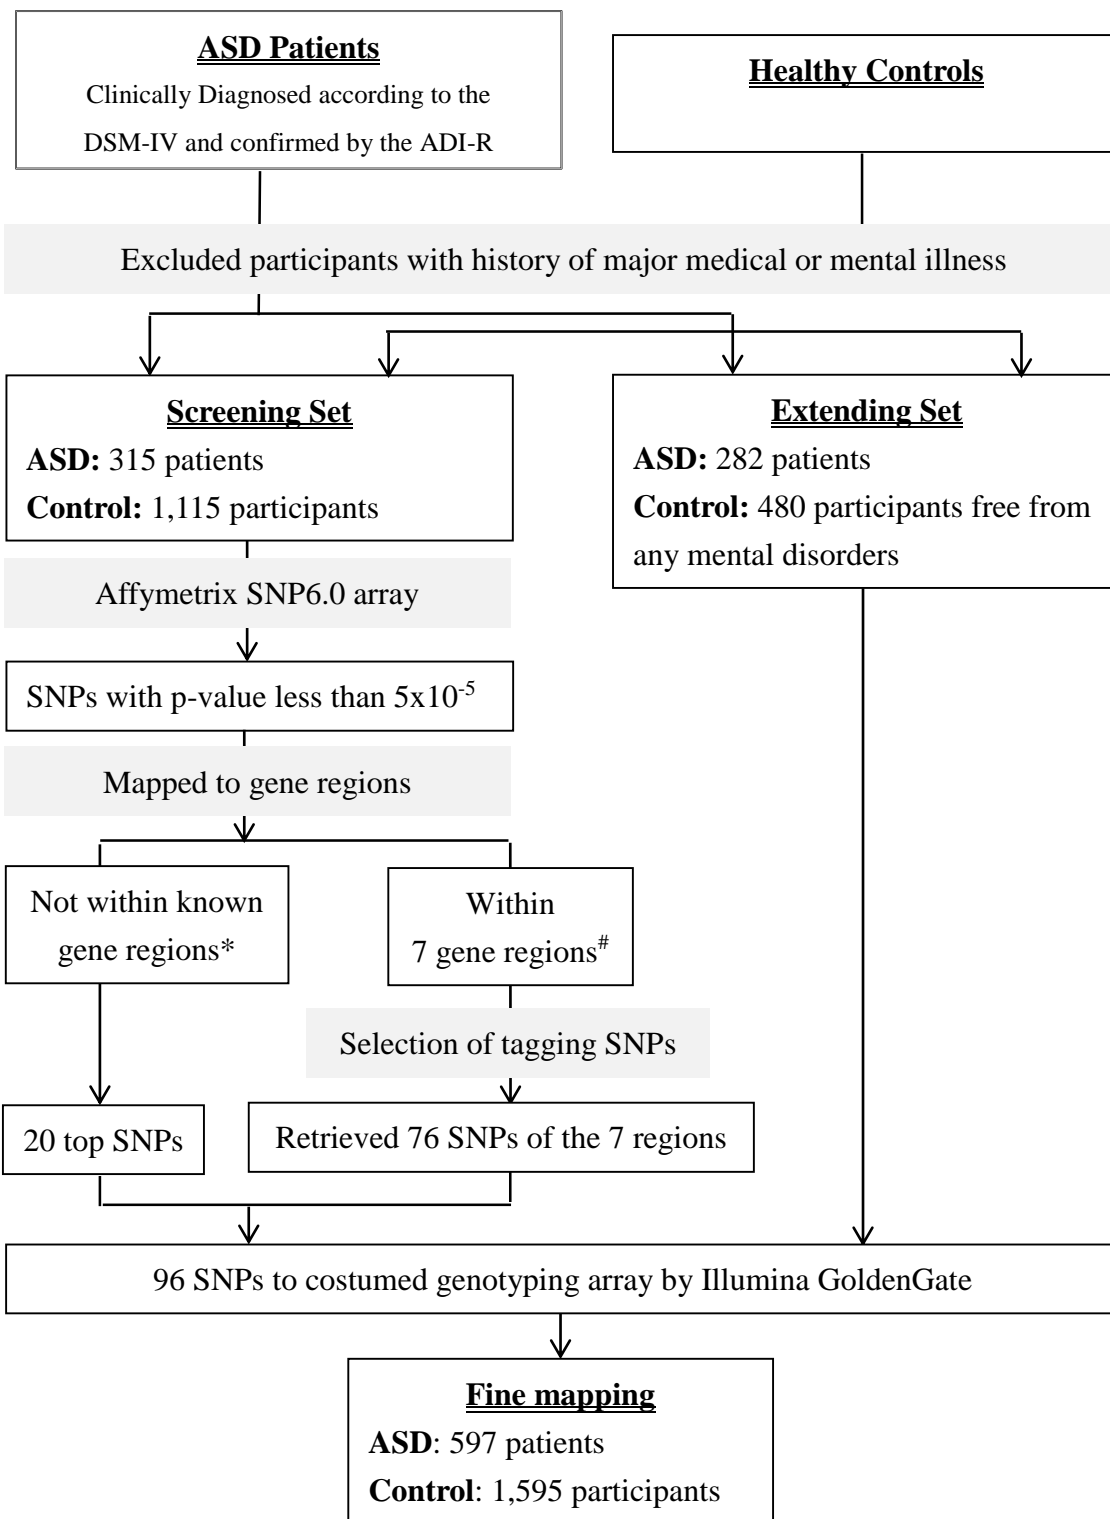 ASD Patients
Clinically Diagnosed according to the
DSM-IV and confirmed by the ADI-R
Healthy Controls
Excluded participants with history of major medical or mental illness
Screening Set
ASD: 315 patients
Control: 1,115 participants
Extending Set
ASD: 282 patients
Control: 480 participants free from
any mental disorders
Affymetrix SNP6.0 array
SNPs with p-value less than 5x10⁻⁵
Mapped to gene regions
Not within known
gene regions*
Within
7 gene regions#
Selection of tagging SNPs
20 top SNPs
Retrieved 76 SNPs of the 7 regions
96 SNPs to costumed genotyping array by Illumina GoldenGate
Fine mapping
ASD: 597 patients
Control: 1,595 participants